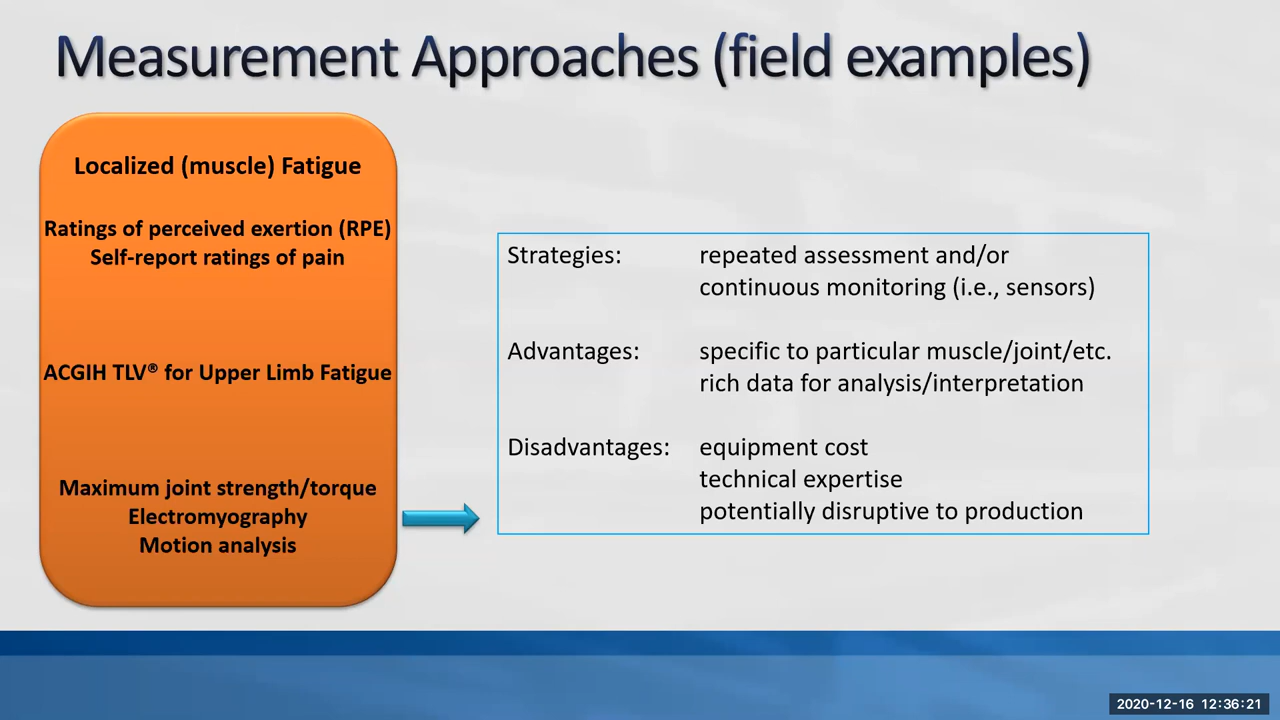 Measurement Approaches (field examples)
Localized (muscle) Fatigue
Ratings of perceived exertion (RPE)
Self-report ratings of pain
ACGIH TLV® for Upper Limb Fatigue
Maximum joint strength/torque
Electromyography
Motion analysis
Strategies: repeated assessment and/or
continuous monitoring (i.e., sensors)
Advantages: specific to particular muscle/joint/etc.
rich data for analysis/interpretation
Disadvantages: equipment cost
technical expertise
potentially disruptive to production
2020-12-16 12:36:21